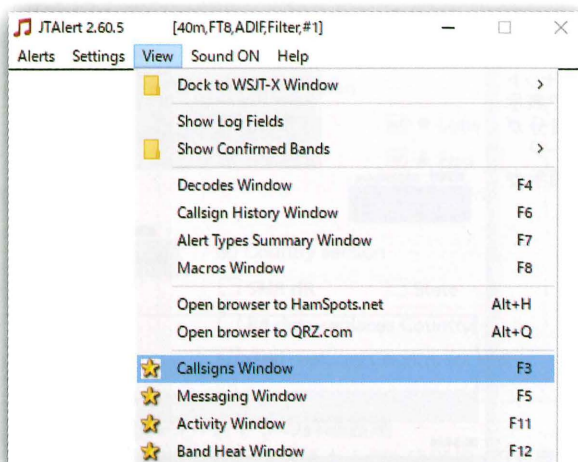 JTAlert 2.60.5 [40m,FT8,ADIF,Filter,#1]
Alerts Settings View Sound ON Help
Dock to WSJT-X Window
Show Log Fields
Show Confirmed Bands
Decodes Window F4
Callsign History Window F6
Alert Types Summary Window F7
Macros Window F8
Open browser to HamSpots.net Alt+H
Open browser to QRZ.com Alt+Q
Callsigns Window F3
Messaging Window F5
Activity Window F11
Band Heat Window F12